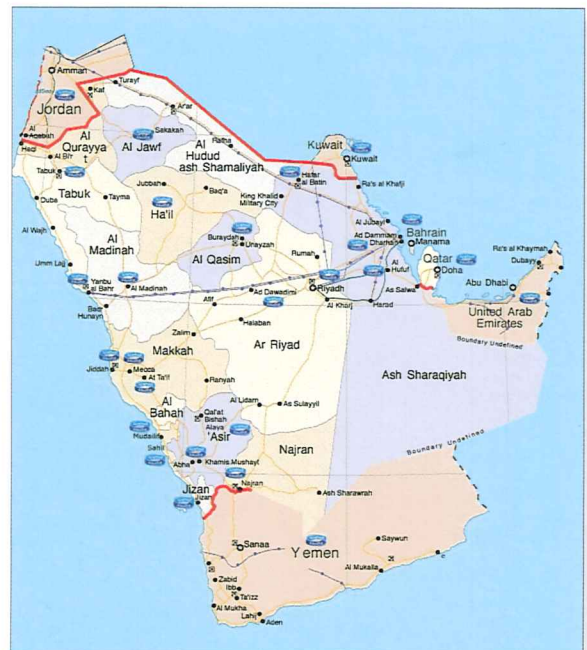 Amman
Jordan
Turayf
Kaf
Al
Aqabah
Haql
Al
Qurayya
t
Al Bi'r
Tabuk
Tabuk
Tayma
Duba
Al Wajh
Umm Lajj
Al Jawf
Sakakah
Ar'ar
Al
Hudud
ash Shamaliyah
Rafha
Kuwait
Kuwait
Hafar
al Batin
King Khalid
Military City
Ra's al Khafji
Jubbah
Baq'a
Ha'il
Al
Madinah
Buraydah
Unayzah
Al Qasim
Rumah
Al Jubayl
Ad Dammam
Dharhan
Bahrain
Manama
Al
Hufuf
Qatar
Doha
As Salwa
Ra's al Khaymah
Dubayy
Abu Dhabi
United Arab
Emirates
Boundary Undefined
Yanbu
al Bahr
Al Madinah
Badr
Hunayn
Afif
Ad Dawadimi
Riyadh
Al Kharj
Harad
Halaban
Zalim
Ar Riyad
Makkah
Jiddah
Mecca
At Ta'if
Ranyah
Ash Sharaqiyah
Al
Bahah
Al Lidam
As Sulayyil
Qal'at
Bishah
Alaya
Asir
Abha
Khamis Mushayt
Najran
Boundary Undefined
Jizan
Jizan
Najran
Ash Sharawrah
Sanaa
Yemen
Saywun
Al Mukalla
Zabid
Ibb
Ta'izz
Al Mukha
Lahij
Aden